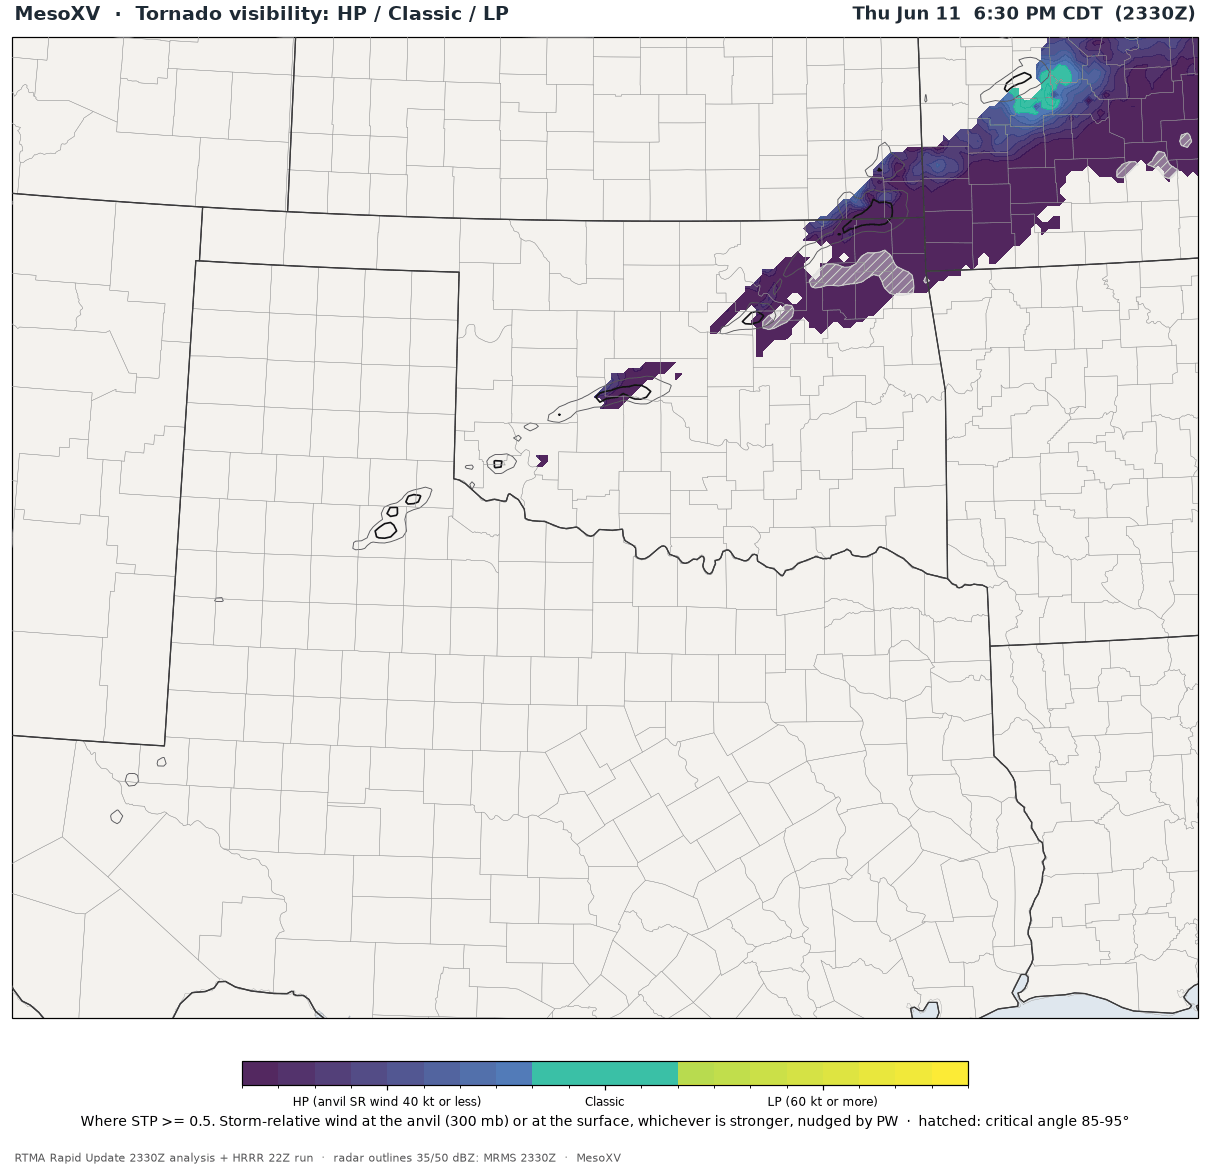 MesoXV · Tornado visibility: HP / Classic / LP
Thu Jun 11 6:30 PM CDT (2330Z)
HP (anvil SR wind 40 kt or less)
Classic
LP (60 kt or more)
Where STP >= 0.5. Storm-relative wind at the anvil (300 mb) or at the surface, whichever is stronger, nudged by PW · hatched: critical angle 85-95°
RTMA Rapid Update 2330Z analysis + HRRR 22Z run · radar outlines 35/50 dBZ: MRMS 2330Z · MesoXV